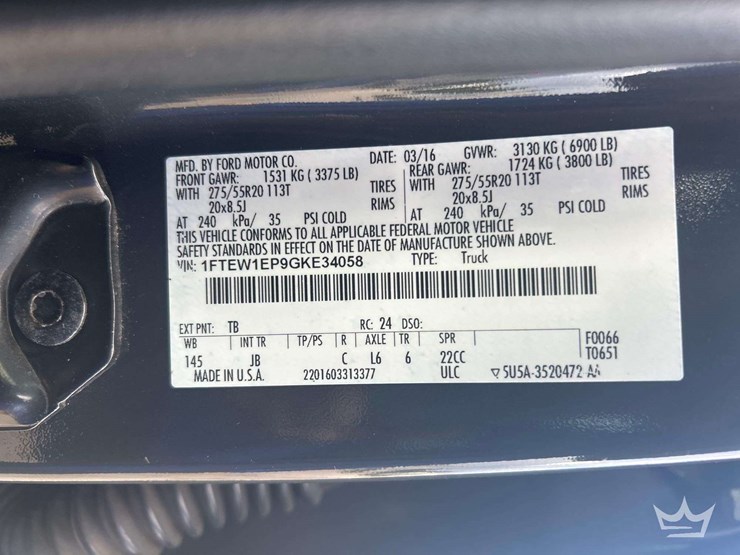 MFD. BY FORD MOTOR CO. DATE: 03/16 GVWR: 3130 KG ( 6900 LB)
FRONT GAWR: 1531 KG ( 3375 LB) REAR GAWR: 1724 KG ( 3800 LB)
WITH 275/55R20 113T TIRES WITH 275/55R20 113T TIRES
20x8.5J RIMS 20x8.5J RIMS
AT 240 kPa/ 35 PSI COLD AT 240 kPa/ 35 PSI COLD
THIS VEHICLE CONFORMS TO ALL APPLICABLE FEDERAL MOTOR VEHICLE
SAFETY STANDARDS IN EFFECT ON THE DATE OF MANUFACTURE SHOWN ABOVE.
VIN: 1FTEW1EP9GKE34058 TYPE: Truck
EXT PNT: TB RC: 24 DSO:
WB INT TR TP/PS R AXLE TR SPR F0066
145 JB C L6 6 22CC T0651
MADE IN U.S.A. 2201603313377 ULC 5U5A-3520472-AA